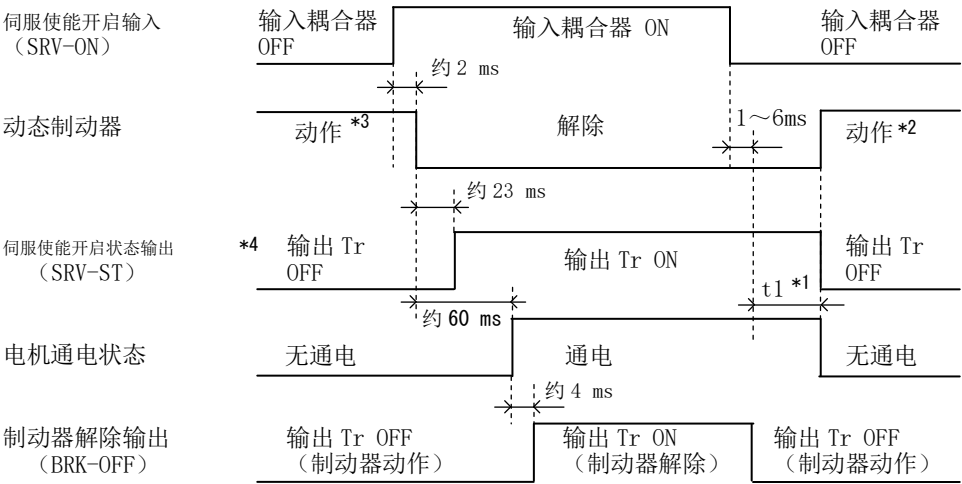 伺服使能开启输入
（SRV-ON）
输入耦合器
OFF
输入耦合器 ON
输入耦合器
OFF
约 2 ms
动态制动器
动作 *3
解除
1～6ms
动作 *2
约 23 ms
伺服使能开启状态输出
（SRV-ST）
*4
输出 Tr
OFF
输出 Tr ON
输出 Tr
OFF
t1 *1
约 60 ms
电机通电状态
无通电
通电
无通电
约 4 ms
制动器解除输出
（BRK-OFF）
输出 Tr OFF
（制动器动作）
输出 Tr ON
（制动器解除）
输出 Tr OFF
（制动器动作）